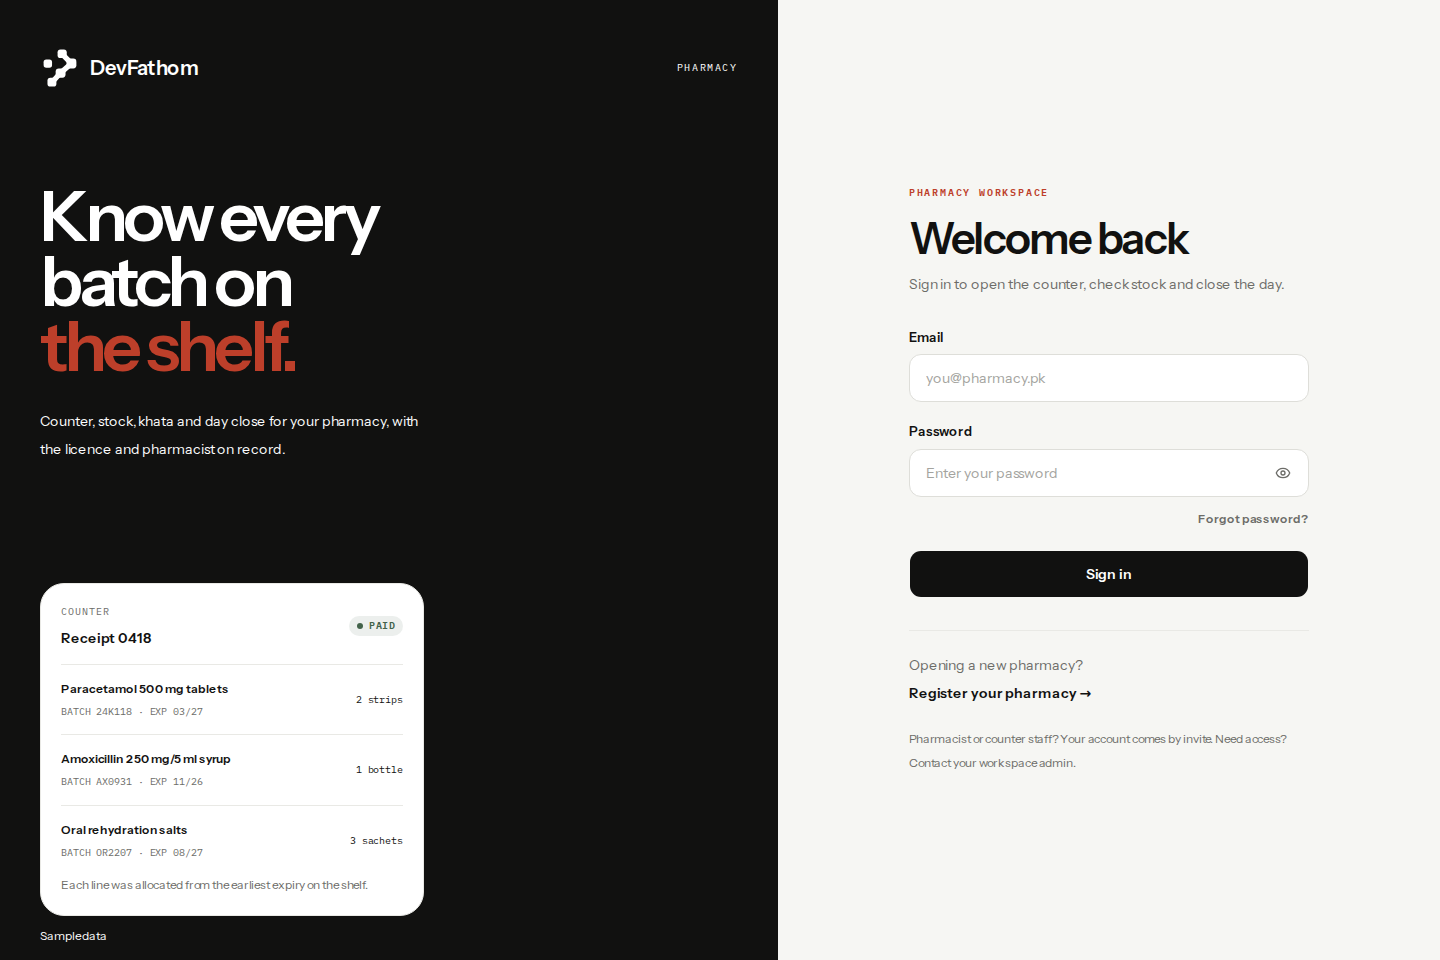 DevFathom
PHARMACY
Know every
batch on
the shelf.
Counter, stock, khata and day close for your pharmacy, with
the licence and pharmacist on record.
COUNTER
Receipt 0418
PAID
Paracetamol 500 mg tablets
BATCH 24K118 · EXP 03/27
2 strips
Amoxicillin 250 mg/5 ml syrup
BATCH AX0931 · EXP 11/26
1 bottle
Oral rehydration salts
BATCH OR2207 · EXP 08/27
3 sachets
Each line was allocated from the earliest expiry on the shelf.
Sample data
PHARMACY WORKSPACE
Welcome back
Sign in to open the counter, check stock and close the day.
Email
you@pharmacy.pk
Password
Enter your password
Forgot password?
Sign in
Opening a new pharmacy?
Register your pharmacy →
Pharmacist or counter staff? Your account comes by invite. Need access?
Contact your workspace admin.